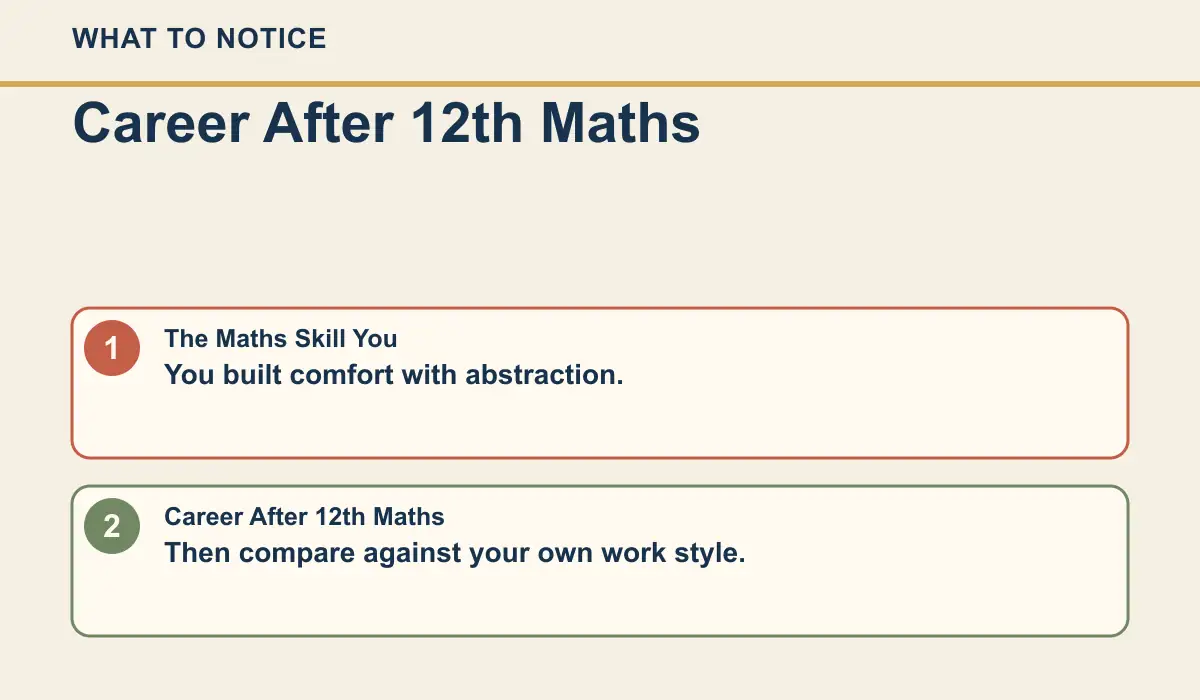 WHAT TO NOTICE
Career After 12th Maths
1
The Maths Skill You
You built comfort with abstraction.
2
Career After 12th Maths
Then compare against your own work style.